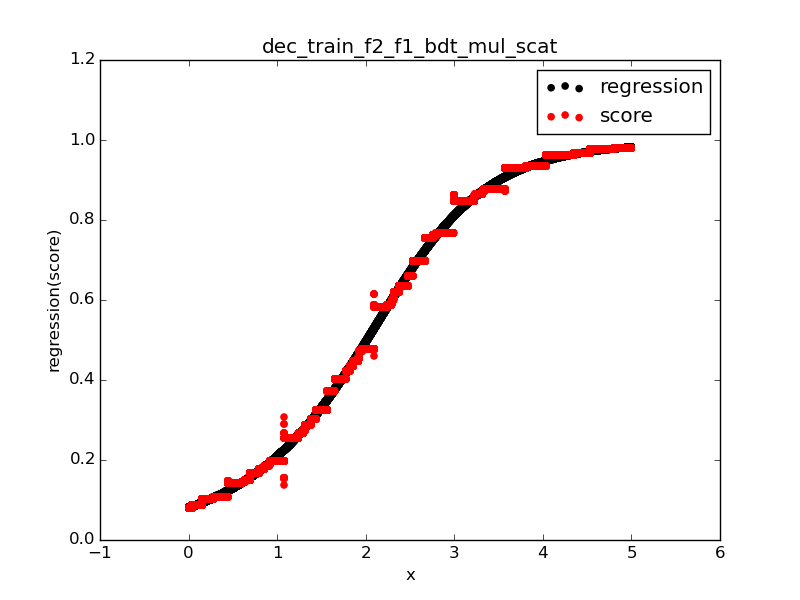 dec_train_f2_f1_bdt_mul_scat
regression
score
regression(score)
1.2
1.0
0.8
0.6
0.4
0.2
0.0
−1 0 1 2 3 4 5 6
x